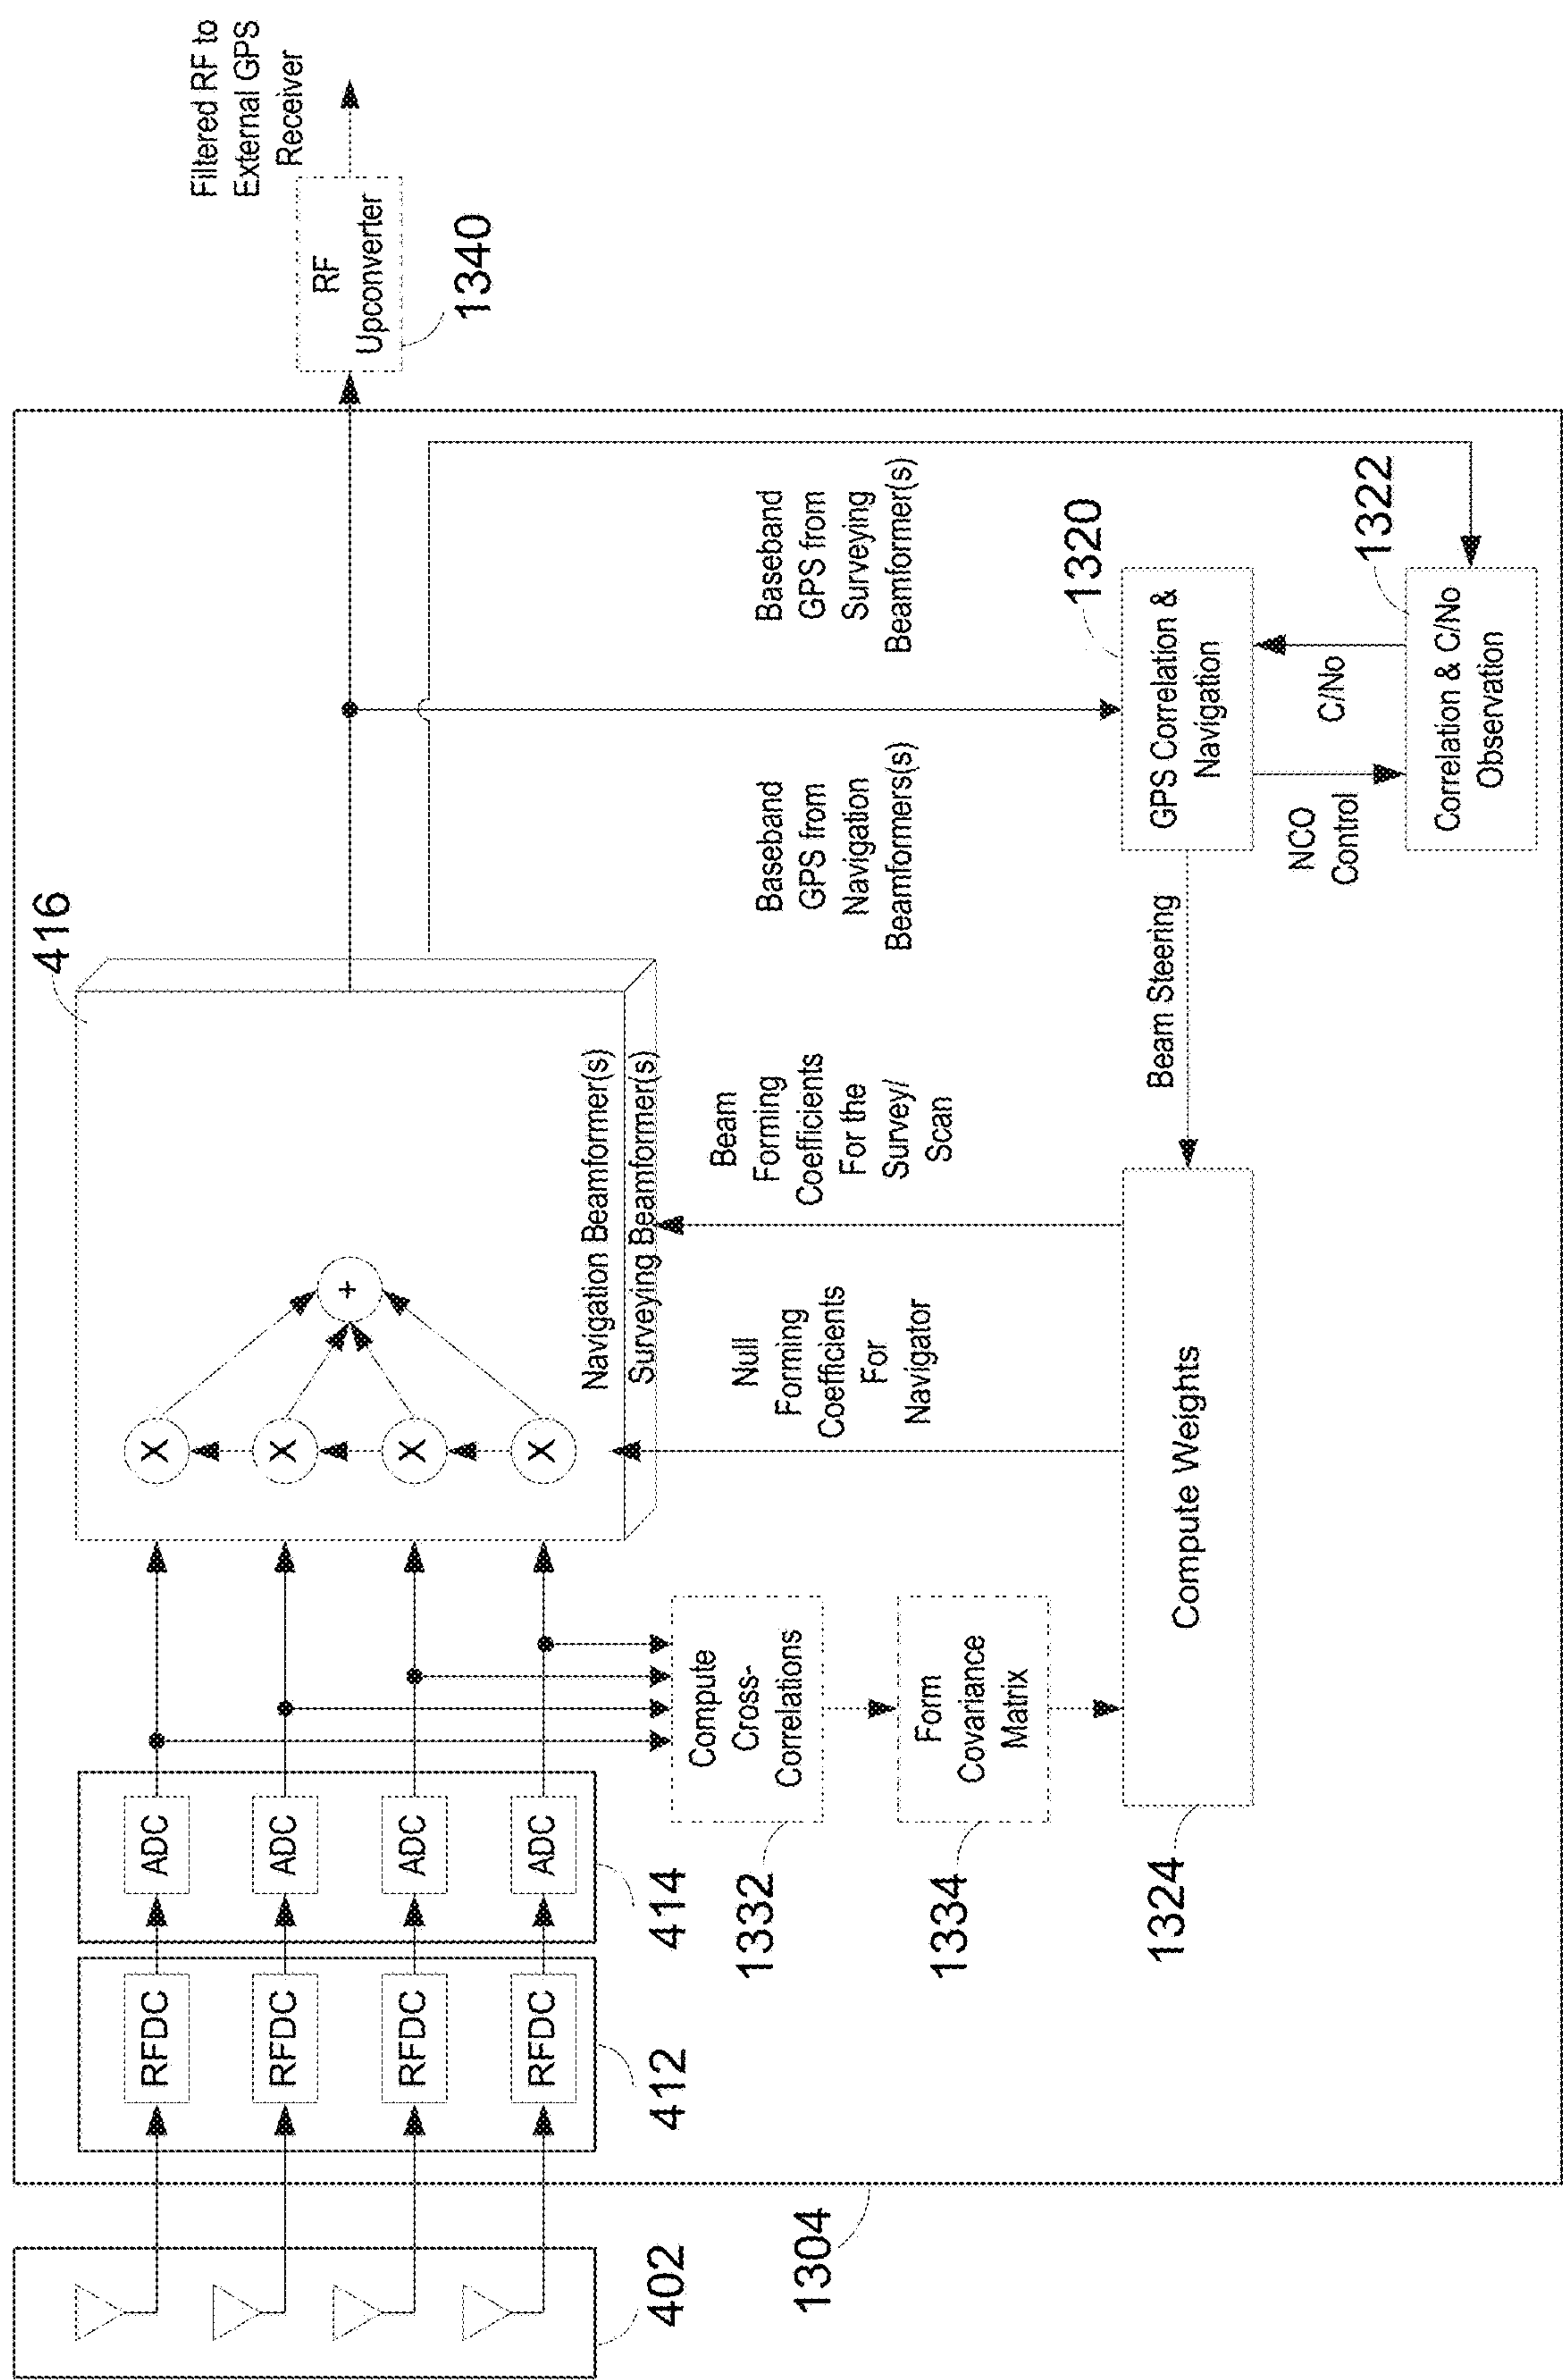 Filtered RF to
External GPS
Receiver
RF
Upconverter
1340
416
Navigation Beamformer(s)
Surveying Beamformer(s)
X
X
X
X
+
ADC
ADC
ADC
ADC
414
RFDC
RFDC
RFDC
RFDC
412
402
1304
Compute
Cross-
Correlations
1332
Form
Covariance
Matrix
1334
Null
Forming
Coefficients
For
Navigator
Beam
Forming
Coefficients
For the
Survey/
Scan
Baseband
GPS from
Navigation
Beamformers(s)
Baseband
GPS from
Surveying
Beamformer(s)
Compute Weights
1324
Beam Steering
GPS Correlation &
Navigation
1320
NCO
Control
C/No
Correlation & C/No
Observation
1322